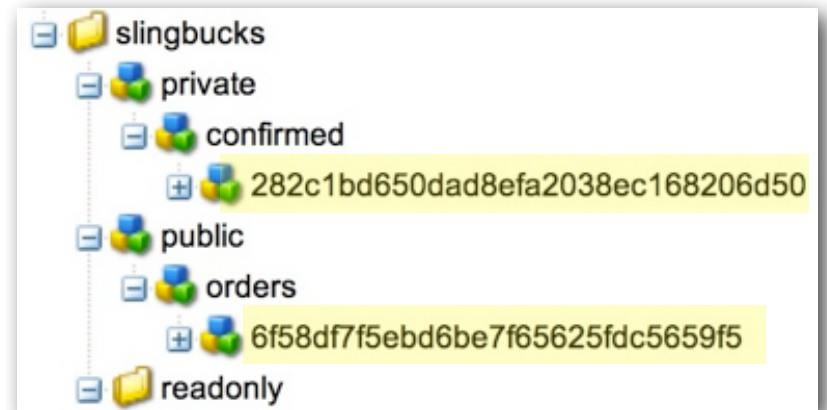 slingbucks
private
confirmed
282c1bd650dad8efa2038ec168206d50
public
orders
6f58df7f5ebd6be7f65625fdc5659f5
readonly